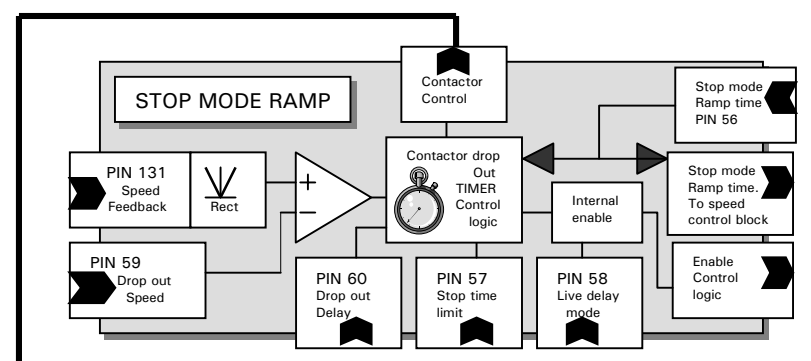 Contactor
Control
STOP MODE RAMP
Stop mode
Ramp time
PIN 56
PIN 131
Speed
Feedback
Rect
+
−
Contactor drop
Out
TIMER
Control
logic
Internal
enable
Stop mode
Ramp time.
To speed
control block
PIN 59
Drop out
Speed
PIN 60
Drop out
Delay
PIN 57
Stop time
limit
PIN 58
Live delay
mode
Enable
Control
logic